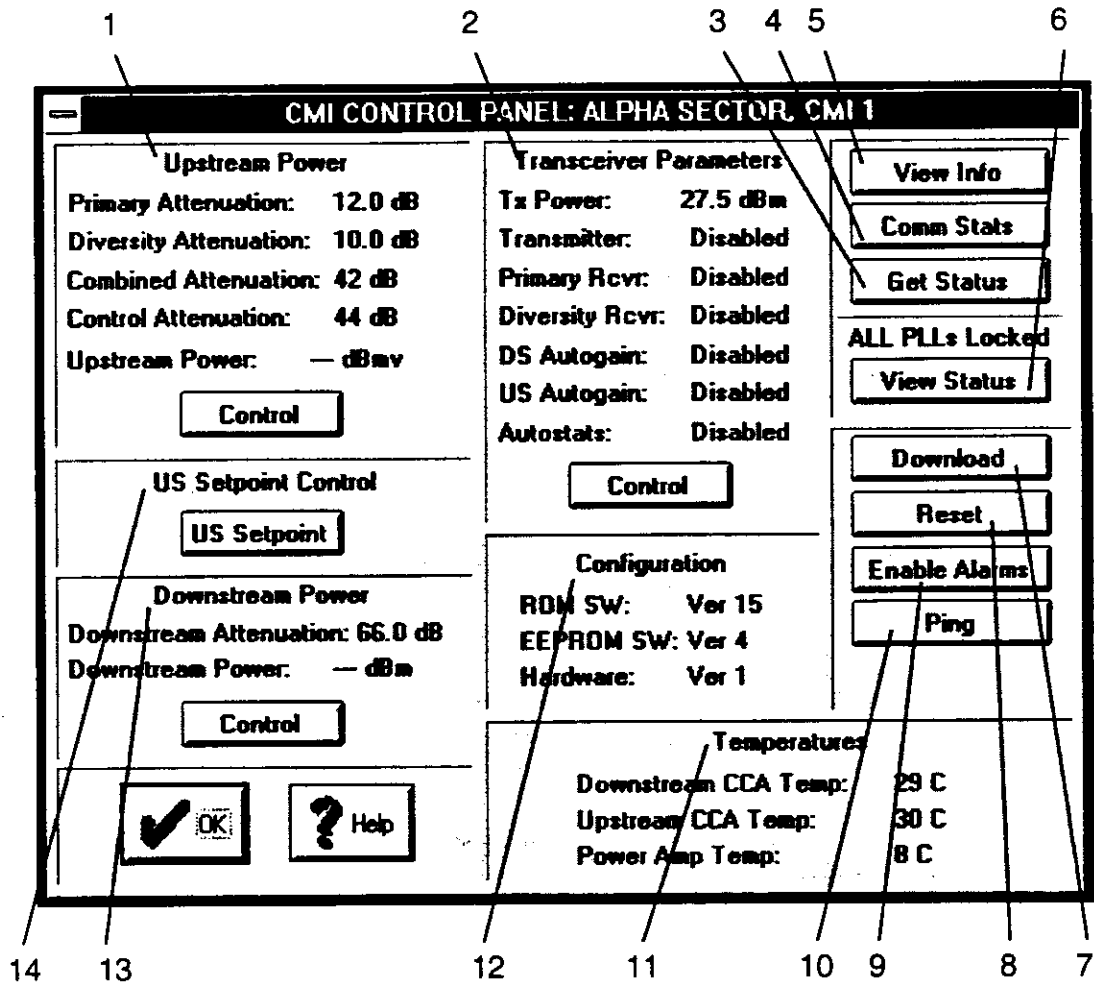 1 2 3 4 5 6
CMI CONTROL PANEL: ALPHA SECTOR, CMI 1
Upstream Power
Primary Attenuation: 12.0 dB
Diversity Attenuation: 10.0 dB
Combined Attenuation: 42 dB
Control Attenuation: 44 dB
Upstream Power: — dBmv
Control
US Setpoint Control
US Setpoint
Downstream Power
Downstream Attenuation: 66.0 dB
Downstream Power: — dBm
Control
OK
? Help
Transceiver Parameters
Tx Power: 27.5 dBm
Transmitter: Disabled
Primary Rcvr: Disabled
Diversity Rcvr: Disabled
DS Autogain: Disabled
US Autogain: Disabled
Autostats: Disabled
Control
Configuration
ROM SW: Ver 15
EEPROM SW: Ver 4
Hardware: Ver 1
View Info
Comm Stats
Get Status
ALL PLLs Locked
View Status
Download
Reset
Enable Alarms
Ping
Temperatures
Downstream CCA Temp: 29 C
Upstream CCA Temp: 30 C
Power Amp Temp: 8 C
14 13 12 11 10 9 8 7